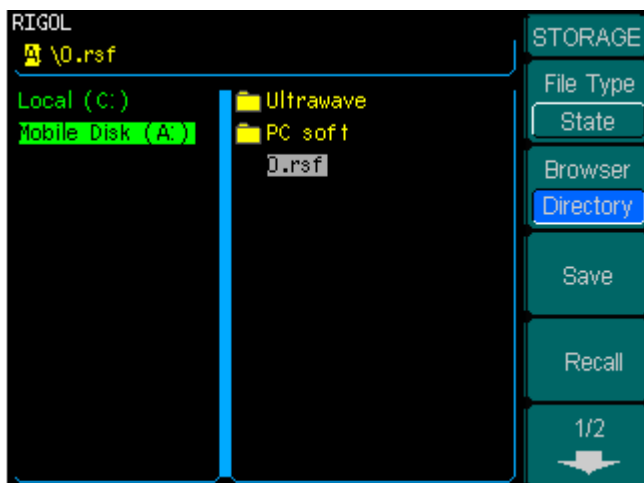 RIGOL
A: \0.rsf
Local (C:)
Mobile Disk (A:)
Ultrawave
PC soft
0.rsf
STORAGE
File Type
State
Browser
Directory
Save
Recall
1/2